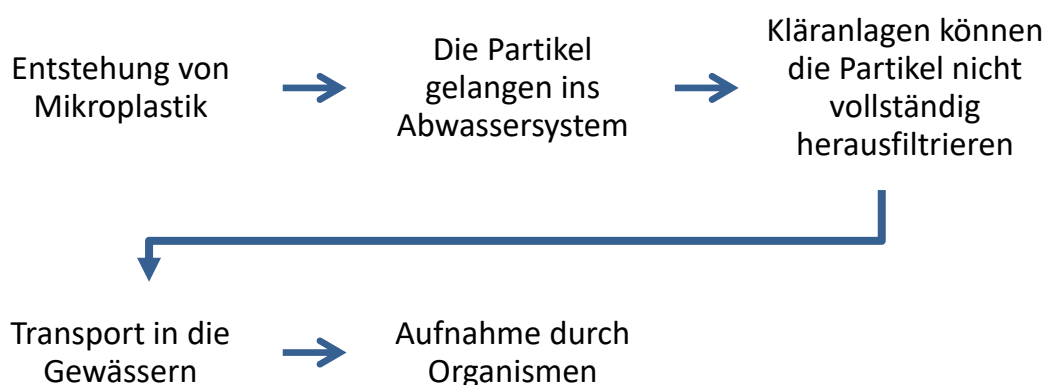 Entstehung von
Mikroplastik
Die Partikel
gelangen ins
Abwassersystem
Kläranlagen können
die Partikel nicht
vollständig
herausfiltrieren
Transport in die
Gewässern
Aufnahme durch
Organismen